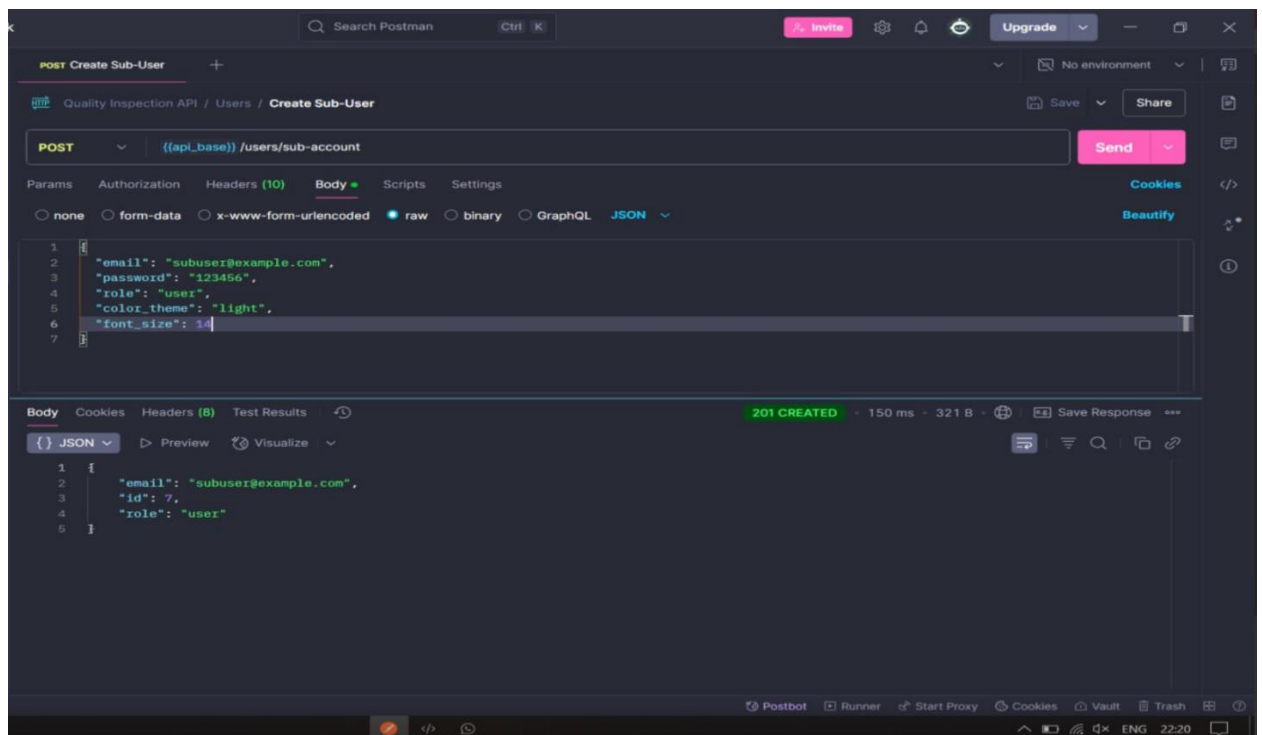 Search Postman Ctrl K Invite Upgrade
POST Create Sub-User +
No environment
HTTP Quality Inspection API / Users / Create Sub-User
Save Share
POST {{api_base}} /users/sub-account
Send
Params Authorization Headers (10) Body Scripts Settings
Cookies
none form-data x-www-form-urlencoded raw binary GraphQL JSON
Beautify
1 {
2 "email": "subuser@example.com",
3 "password": "123456",
4 "role": "user",
5 "color_theme": "light",
6 "font_size": 14
7 }
Body Cookies Headers (8) Test Results
201 CREATED 150 ms 321 B Save Response
{} JSON Preview Visualize
1 {
2 "email": "subuser@example.com",
3 "id": 7,
4 "role": "user"
5 }
Postbot Runner Start Proxy Cookies Vault Trash
ENG 22:20